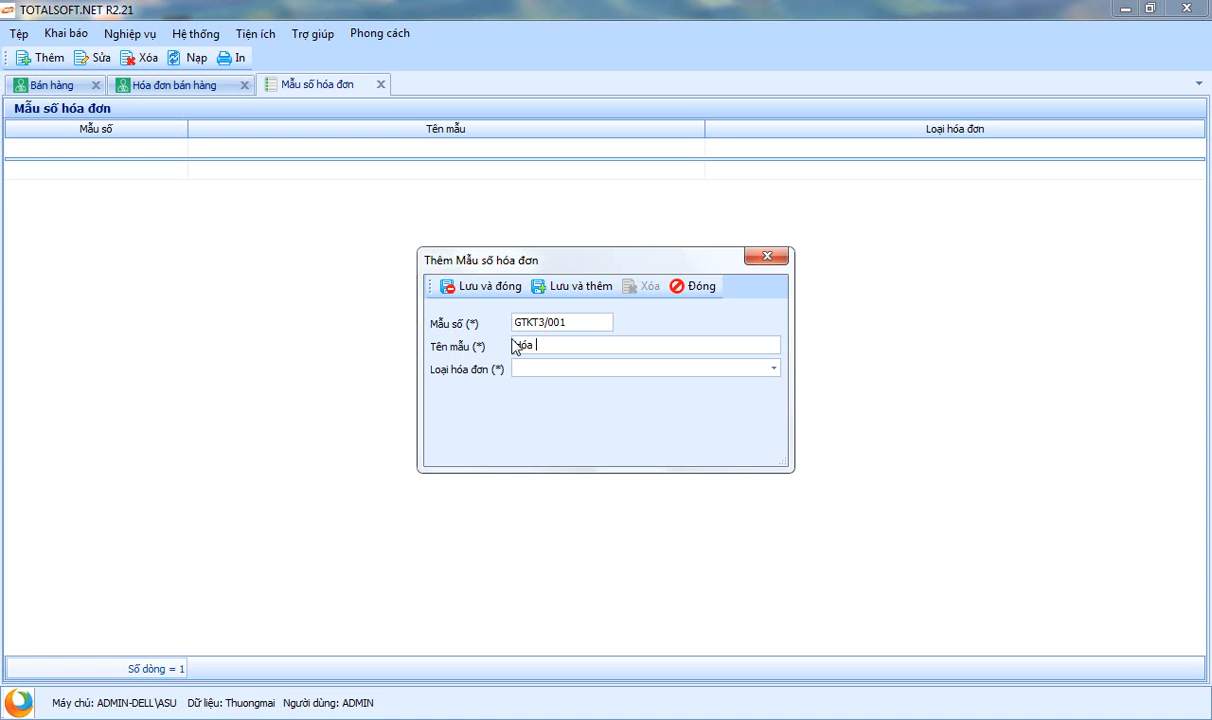 TOTALSOFT.NET R2.21
Tệp Khai báo Nghiệp vụ Hệ thống Tiện ích Trợ giúp Phong cách
Thêm Sửa Xóa Nạp In
Bán hàng Hóa đơn bán hàng Mẫu số hóa đơn
Mẫu số hóa đơn
Mẫu số Tên mẫu Loại hóa đơn
Thêm Mẫu số hóa đơn
Lưu và đóng Lưu và thêm Xóa Đóng
Mẫu số (*) GTKT3/001
Tên mẫu (*) Hóa
Loại hóa đơn (*)
Số dòng = 1
Máy chủ: ADMIN-DELL\ASU Dữ liệu: Thuongmai Người dùng: ADMIN